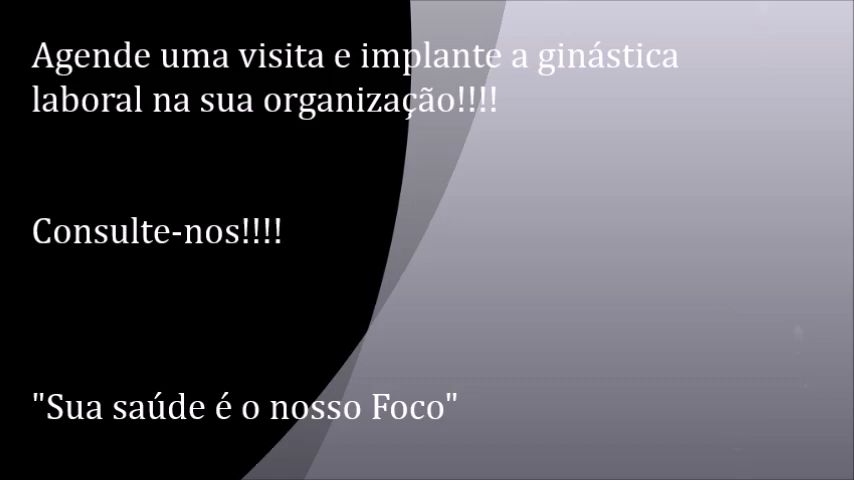 Agende uma visita e implante a ginástica
laboral na sua organização!!!!
Consulte-nos!!!!
"Sua saúde é o nosso Foco"